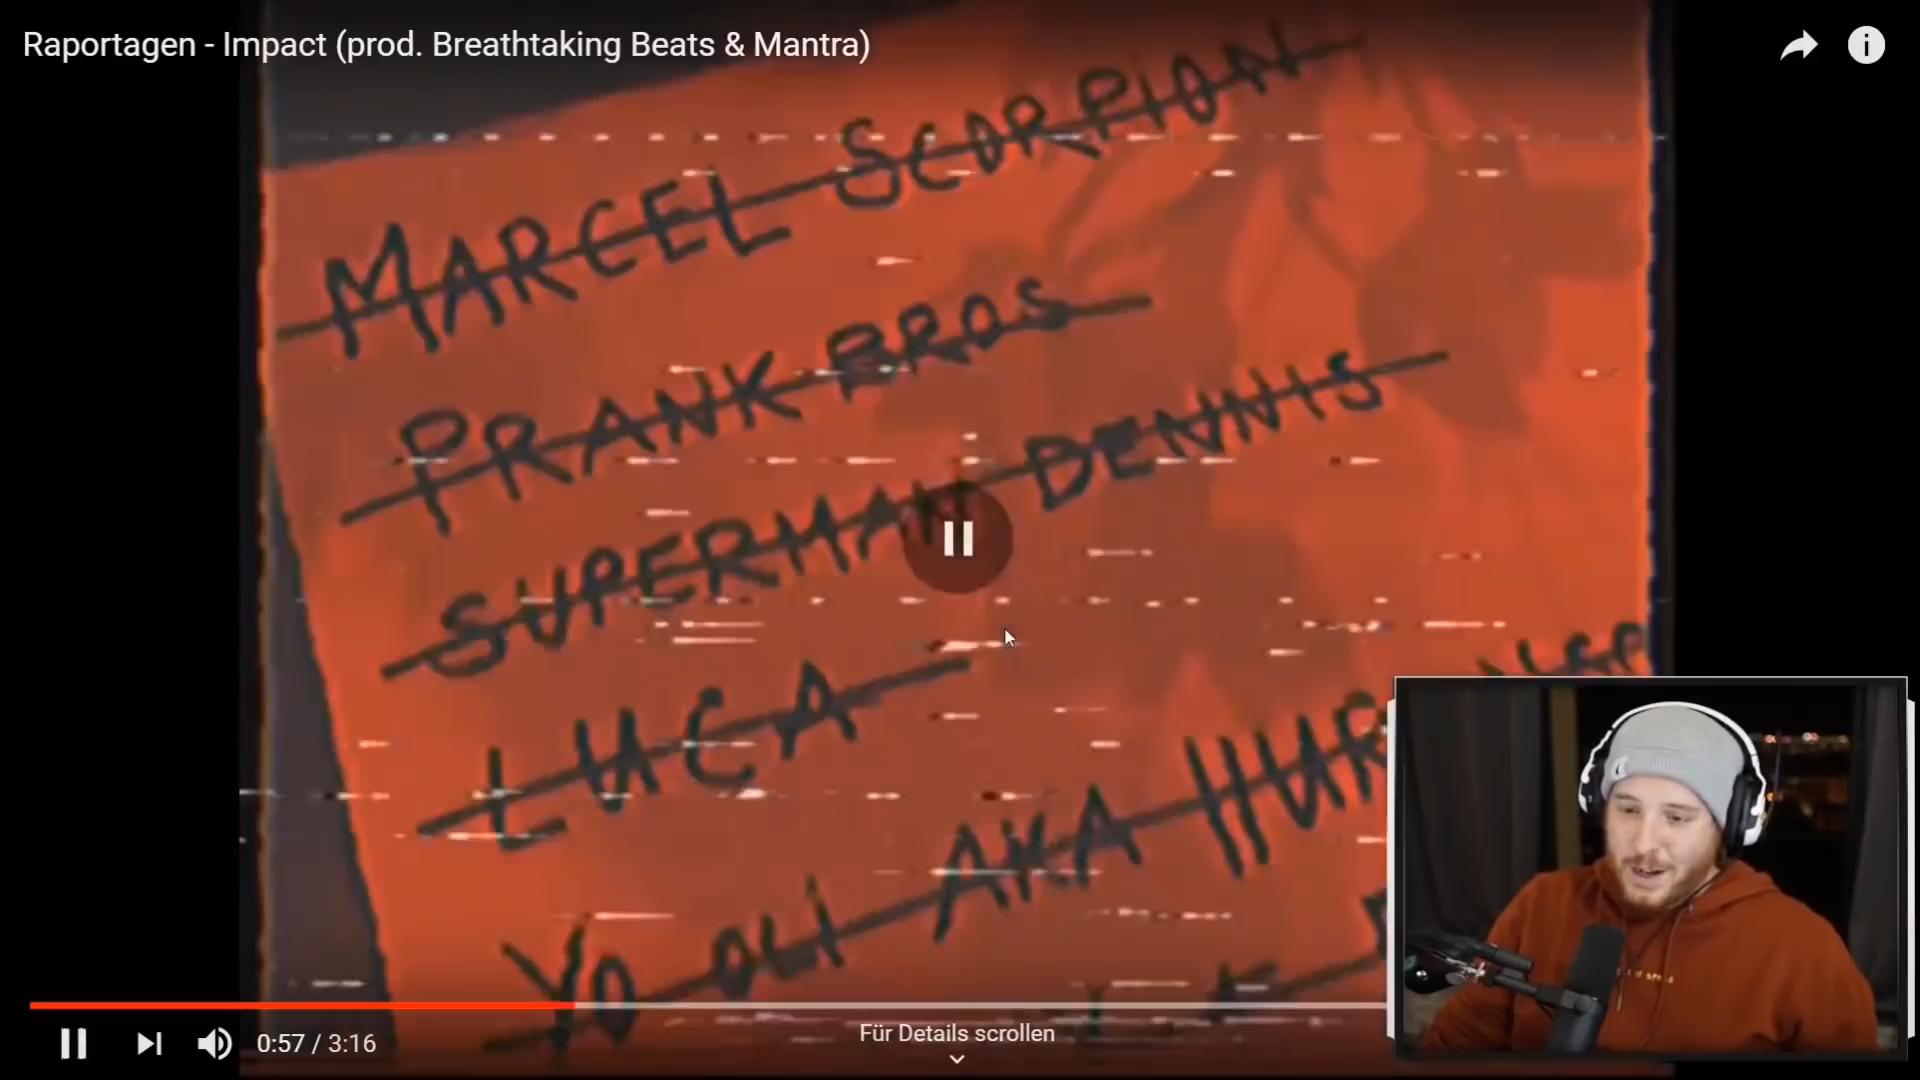 Raportagen - Impact (prod. Breathtaking Beats & Mantra)
MARCEL SCORPION
PRANK BROS
SUPERMAN DENNIS
LUCA
YO OLI AKA
0:57 / 3:16
Für Details scrollen